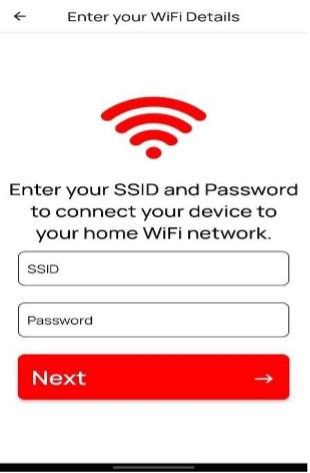 Enter your WiFi Details
Enter your SSID and Password
to connect your device to
your home WiFi network.
SSID
Password
Next